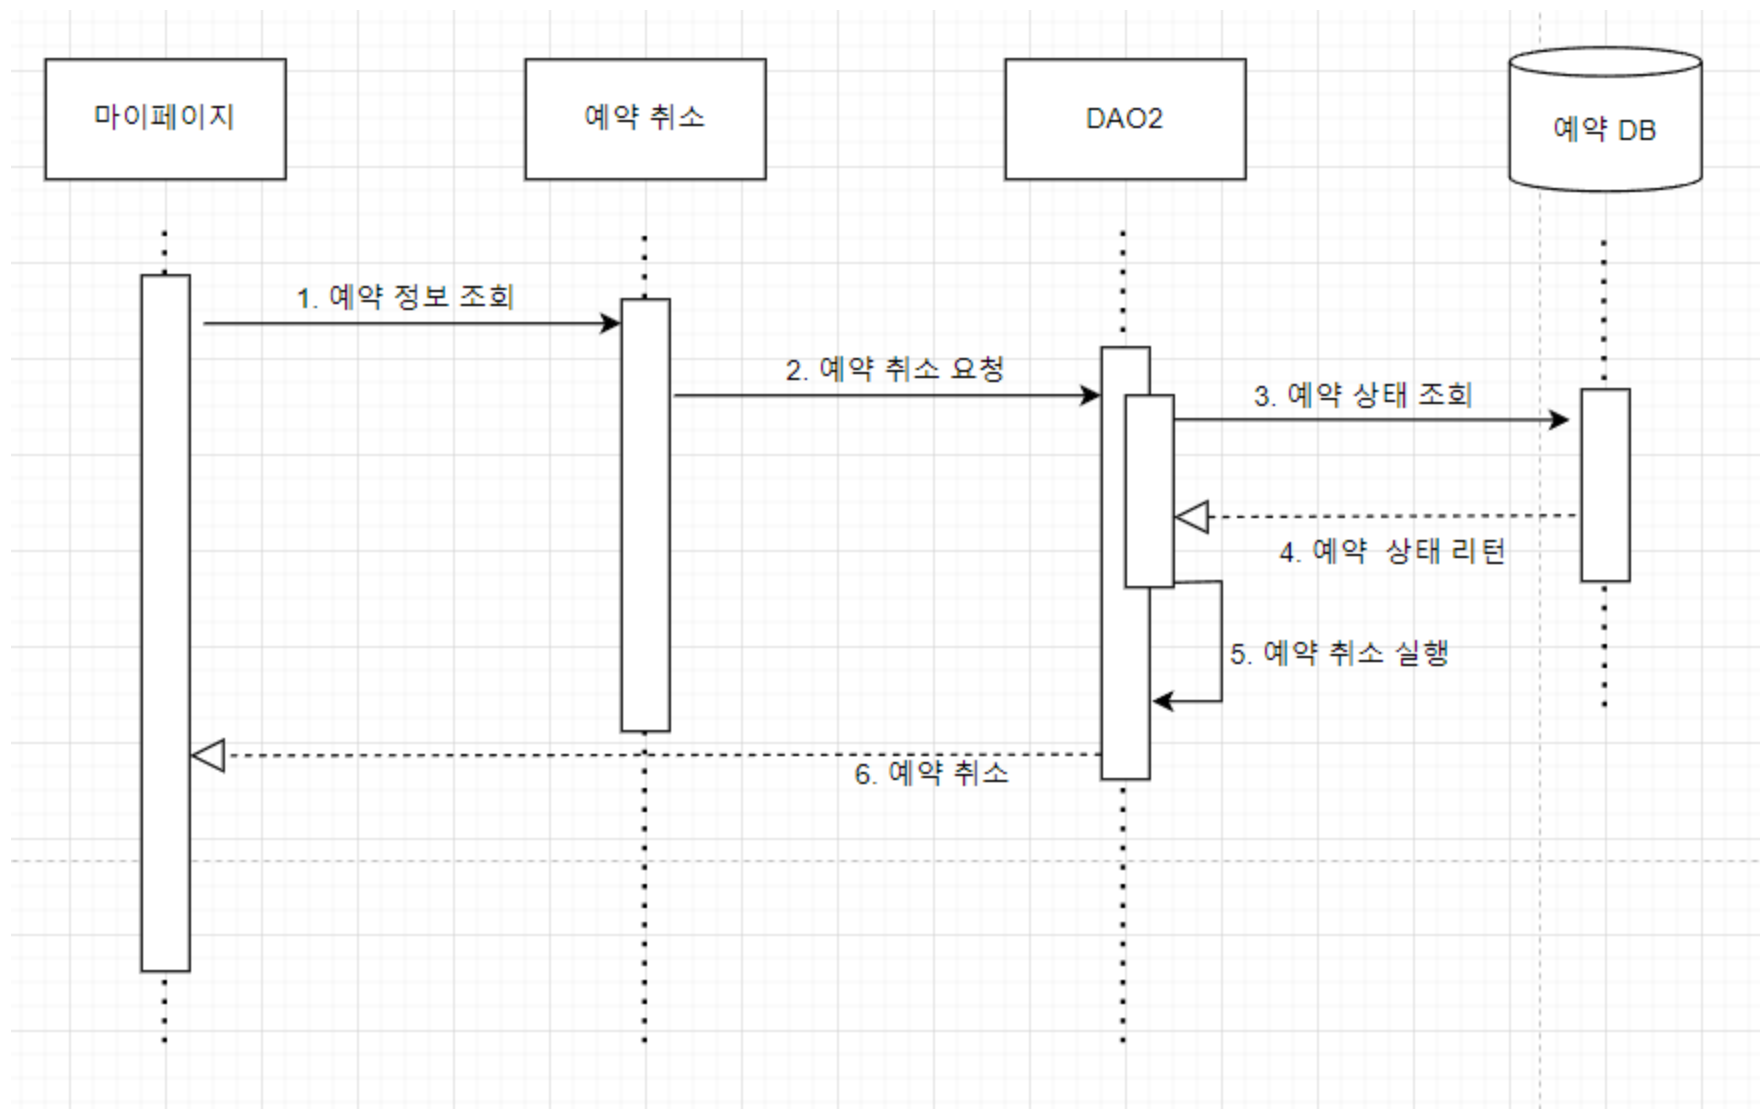 마이페이지
예약 취소
DAO2
예약 DB
1. 예약 정보 조회
2. 예약 취소 요청
3. 예약 상태 조회
4. 예약  상태 리턴
5. 예약 취소 실행
6. 예약 취소